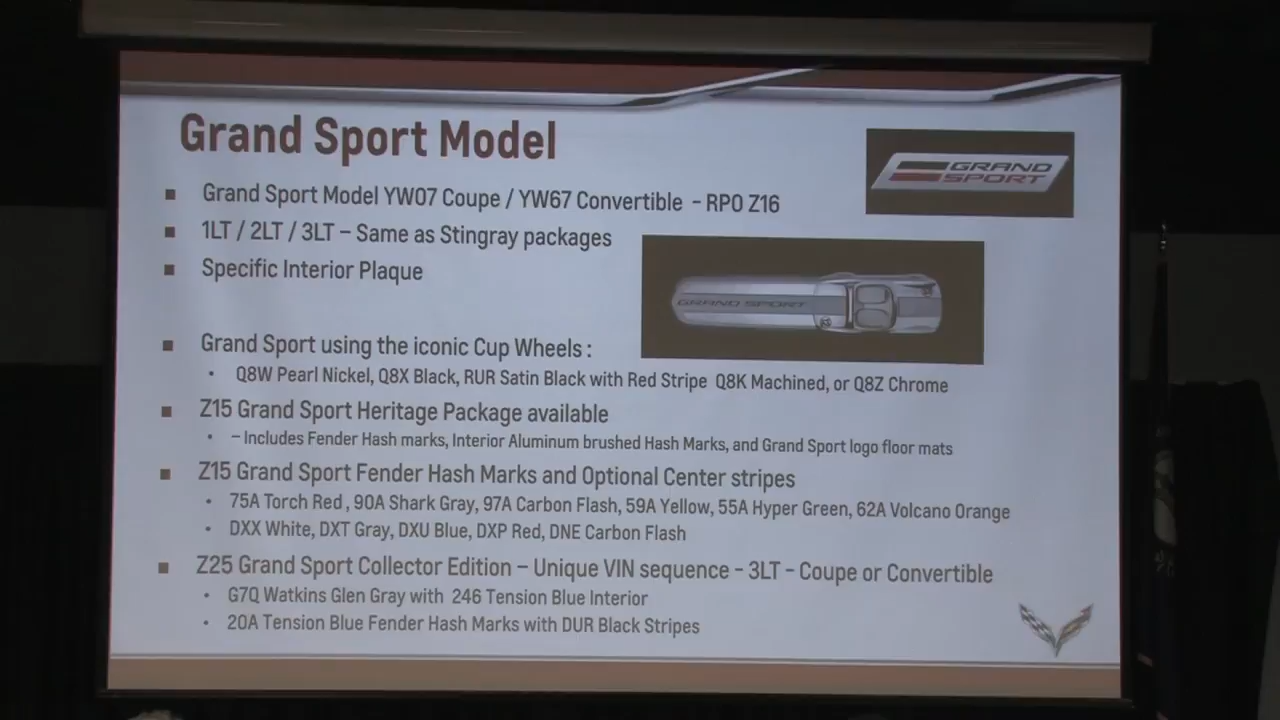 Grand Sport Model
GRAND
SPORT
Grand Sport Model YW07 Coupe / YW67 Convertible - RPO Z16
1LT / 2LT / 3LT – Same as Stingray packages
Specific Interior Plaque
GRAND SPORT
Grand Sport using the iconic Cup Wheels :
Q8W Pearl Nickel, Q8X Black, RUR Satin Black with Red Stripe Q8K Machined, or Q8Z Chrome
Z15 Grand Sport Heritage Package available
– Includes Fender Hash marks, Interior Aluminum brushed Hash Marks, and Grand Sport logo floor mats
Z15 Grand Sport Fender Hash Marks and Optional Center stripes
75A Torch Red , 90A Shark Gray, 97A Carbon Flash, 59A Yellow, 55A Hyper Green, 62A Volcano Orange
DXX White, DXT Gray, DXU Blue, DXP Red, DNE Carbon Flash
Z25 Grand Sport Collector Edition – Unique VIN sequence - 3LT - Coupe or Convertible
G7Q Watkins Glen Gray with 246 Tension Blue Interior
20A Tension Blue Fender Hash Marks with DUR Black Stripes